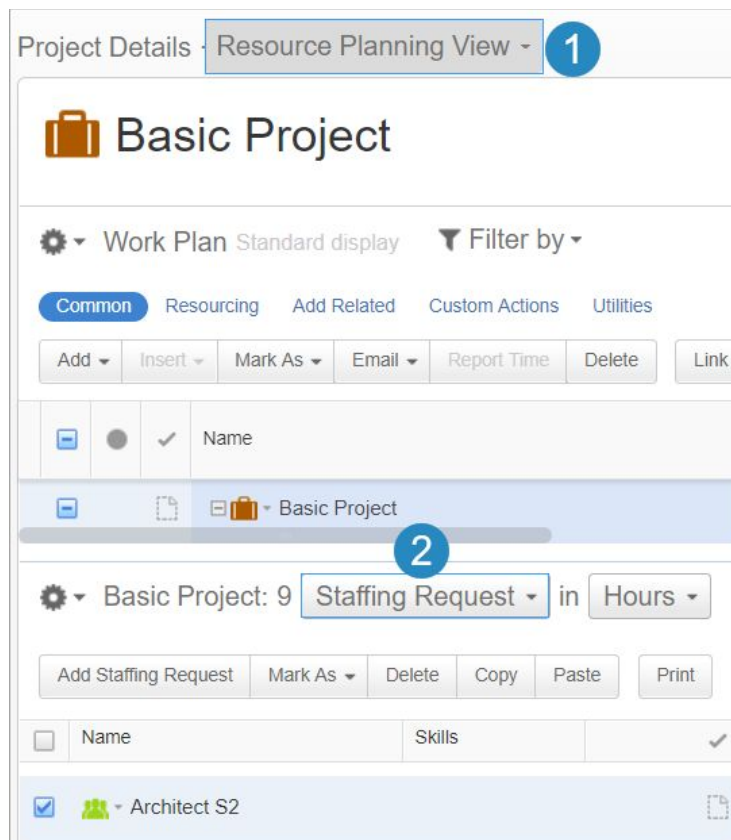 Project Details - Resource Planning View 1
Basic Project
Work Plan Standard display Filter by
Common Resourcing Add Related Custom Actions Utilities
Add Insert Mark As Email Report Time Delete Link
Name
Basic Project
2
Basic Project: 9 Staffing Request in Hours
Add Staffing Request Mark As Delete Copy Paste Print
Name Skills
Architect S2